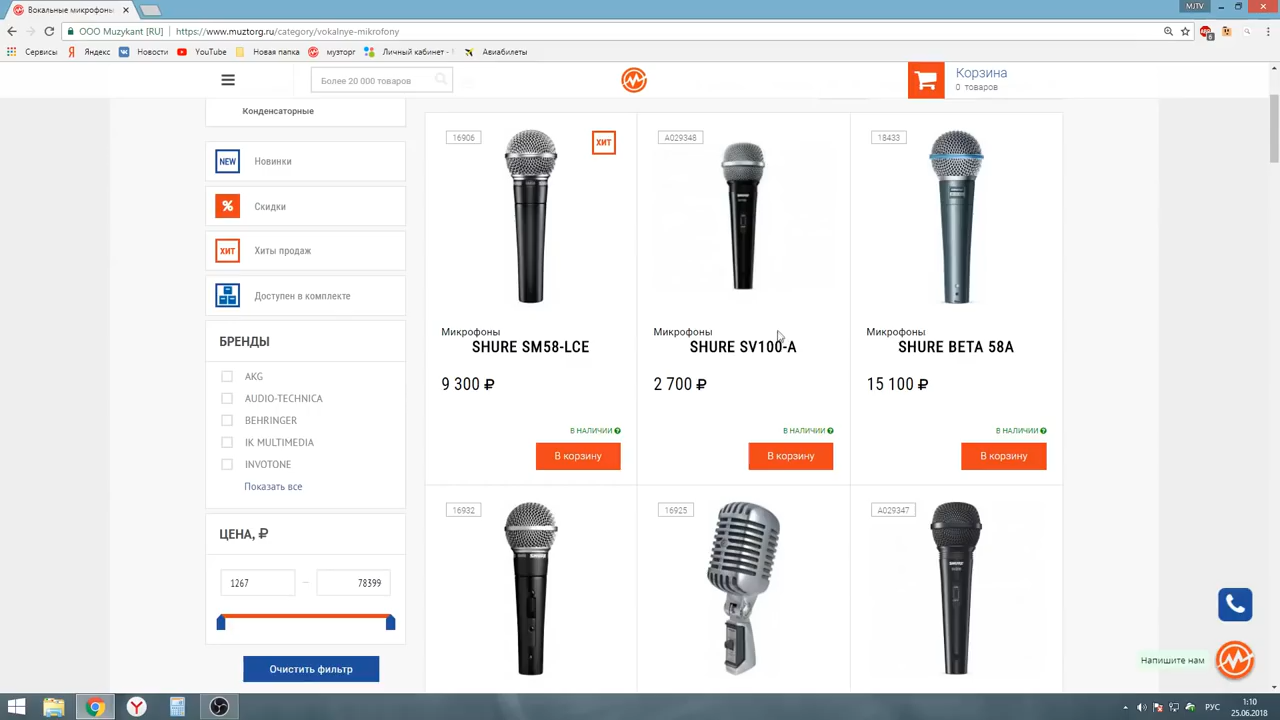 Вокальные микрофоны
MJTV
ООО Muzykant [RU]
https://www.muztorg.ru/category/vokalnye-mikrofony
Сервисы
Яндекс
Новости
YouTube
Новая папка
музторг
Личный кабинет -
Авиабилеты
Более 20 000 товаров
Корзина
0 товаров
Конденсаторные
NEW
Новинки
%
Скидки
ХИТ
Хиты продаж
Доступен в комплекте
БРЕНДЫ
AKG
AUDIO-TECHNICA
BEHRINGER
IK MULTIMEDIA
INVOTONE
Показать все
ЦЕНА, ₽
1267 — 78399
Очистить фильтр
16906
ХИТ
Микрофоны
SHURE SM58-LCE
9 300 ₽
В НАЛИЧИИ
В корзину
A029348
Микрофоны
SHURE SV100-A
2 700 ₽
В НАЛИЧИИ
В корзину
18433
Микрофоны
SHURE BETA 58A
15 100 ₽
В НАЛИЧИИ
В корзину
16932
16925
A029347
Напишите нам
РУС
1:10
25.06.2018